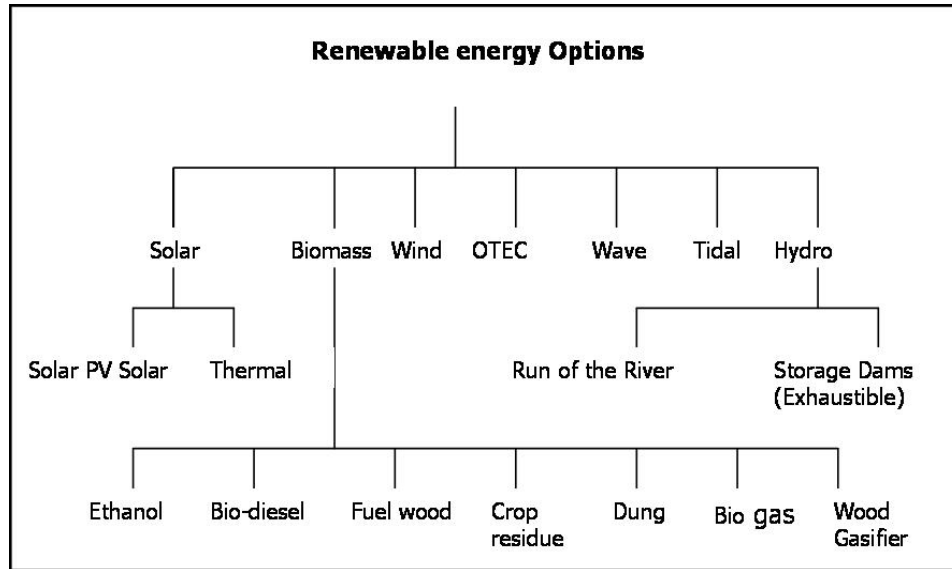 Renewable energy Options
Solar Biomass Wind OTEC Wave Tidal Hydro
Solar PV Solar Thermal Run of the River Storage Dams
(Exhaustible)
Ethanol Bio-diesel Fuel wood Crop Dung Bio gas Wood
residue Gasifier